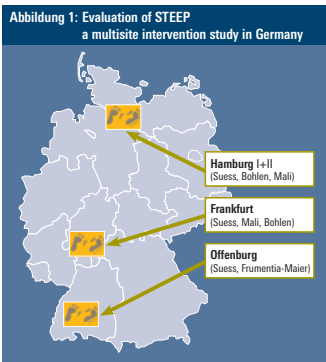 Abbildung 1: Evaluation of STEEP
a multisite intervention study in Germany
Hamburg I+II
(Suess, Bohlen, Mali)
Frankfurt
(Suess, Mali, Bohlen)
Offenburg
(Suess, Frumentia-Maier)